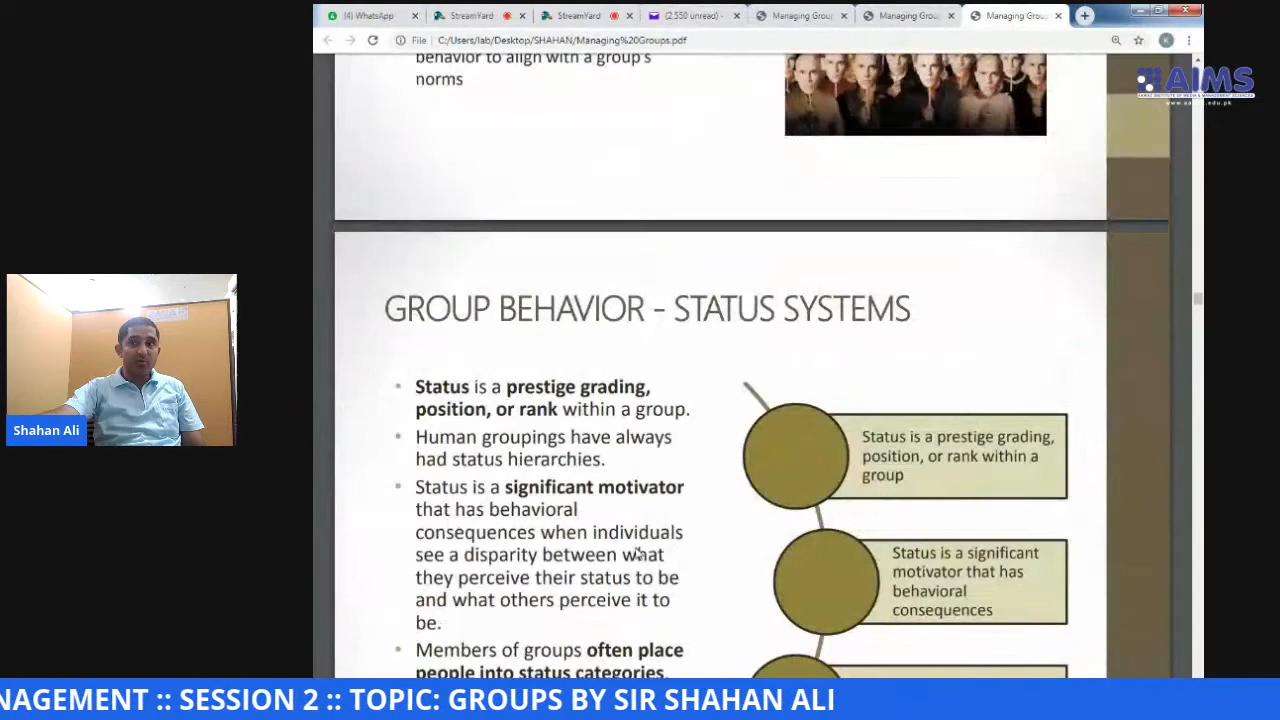 (4) WhatsApp
StreamYard
StreamYard
(2,550 unread) -
Managing Grou
Managing Grou
Managing Grou
File
C:/Users/lab/Desktop/SHAHAN/Managing%20Groups.pdf
K
AIMS
www.aaims.edu.pk
behavior to align with a group's
norms
GROUP BEHAVIOR - STATUS SYSTEMS
• Status is a prestige grading,
position, or rank within a group.
• Human groupings have always
had status hierarchies.
• Status is a significant motivator
that has behavioral
consequences when individuals
see a disparity between what
they perceive their status to be
and what others perceive it to
be.
• Members of groups often place
people into status categories,
Status is a prestige grading,
position, or rank within a
group
Status is a significant
motivator that has
behavioral
consequences
Shahan Ali
NAGEMENT :: SESSION 2 :: TOPIC: GROUPS BY SIR SHAHAN ALI